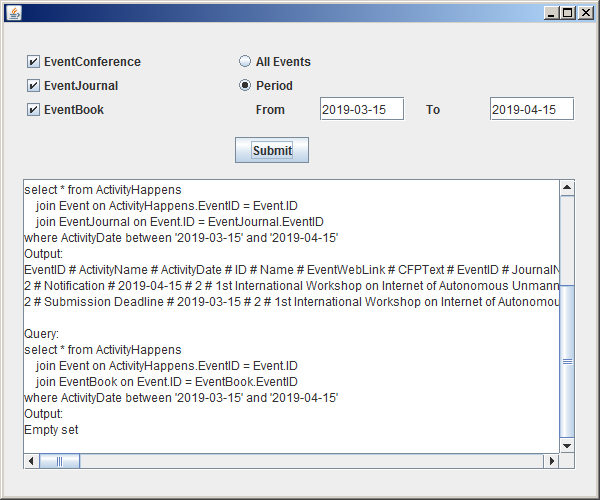 EventConference
All Events
EventJournal
Period
EventBook
From 2019-03-15 To 2019-04-15
Submit
select * from ActivityHappens
join Event on ActivityHappens.EventID = Event.ID
join EventJournal on Event.ID = EventJournal.EventID
where ActivityDate between '2019-03-15' and '2019-04-15'
Output:
EventID # ActivityName # ActivityDate # ID # Name # EventWebLink # CFPText # EventID # JournalN
2 # Notification # 2019-04-15 # 2 # 1st International Workshop on Internet of Autonomous Unmann
2 # Submission Deadline # 2019-03-15 # 2 # 1st International Workshop on Internet of Autonomou
Query:
select * from ActivityHappens
join Event on ActivityHappens.EventID = Event.ID
join EventBook on Event.ID = EventBook.EventID
where ActivityDate between '2019-03-15' and '2019-04-15'
Output:
Empty set